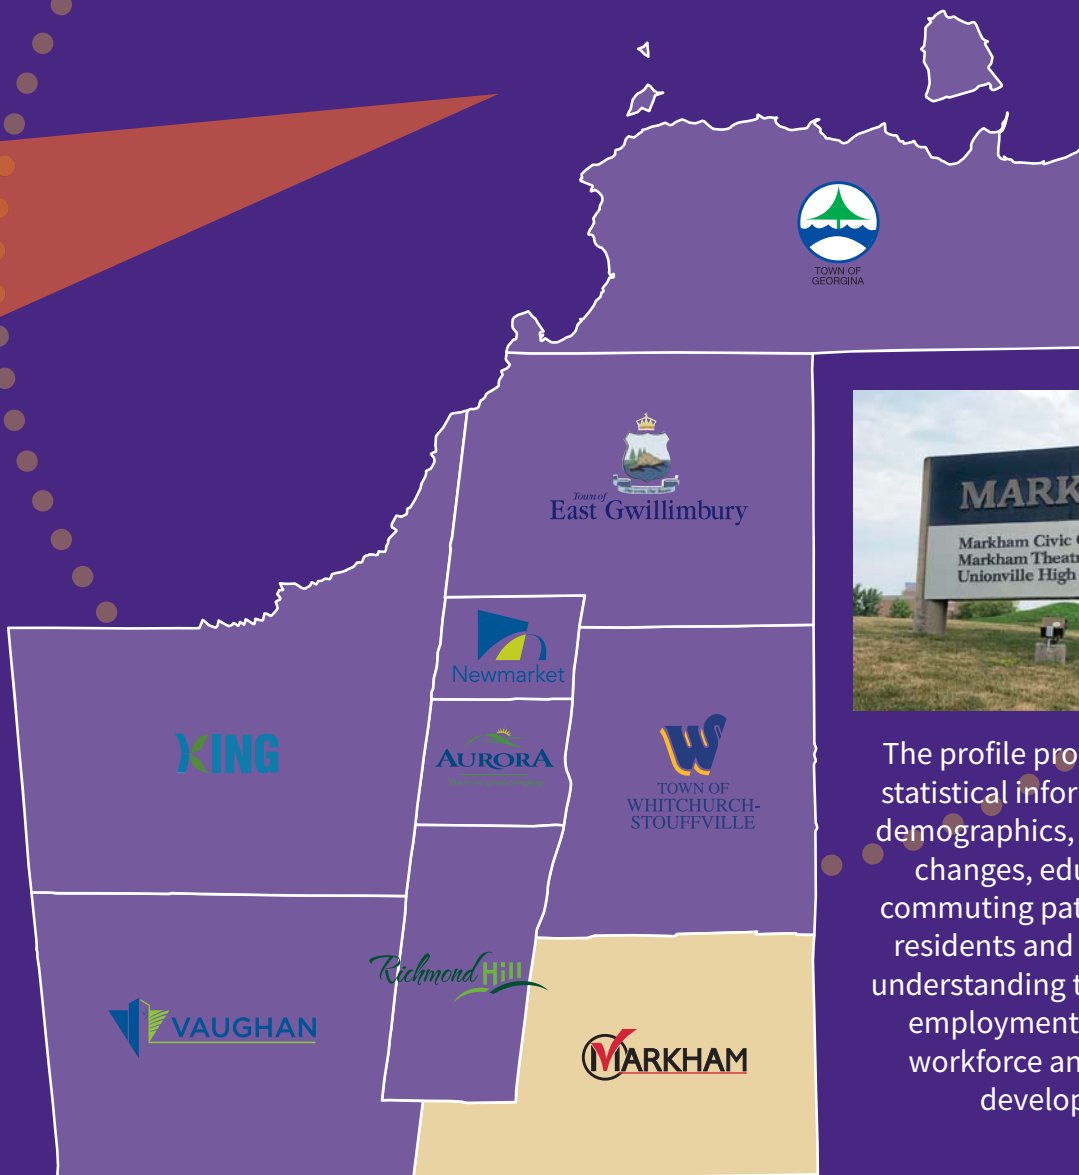 TOWN OF
GEORGINA
Town of
East Gwillimbury
MARK
Markham Civic
Markham Theat
Unionville High
Newmarket
KING
AURORA
TOWN OF
WHITCHURCH-
STOUFFVILLE
The profile pro
statistical infor
demographics,
changes, edu
commuting pat
residents and
understanding t
employment
workforce an
develop
Richmond Hill
VAUGHAN
MARKHAM